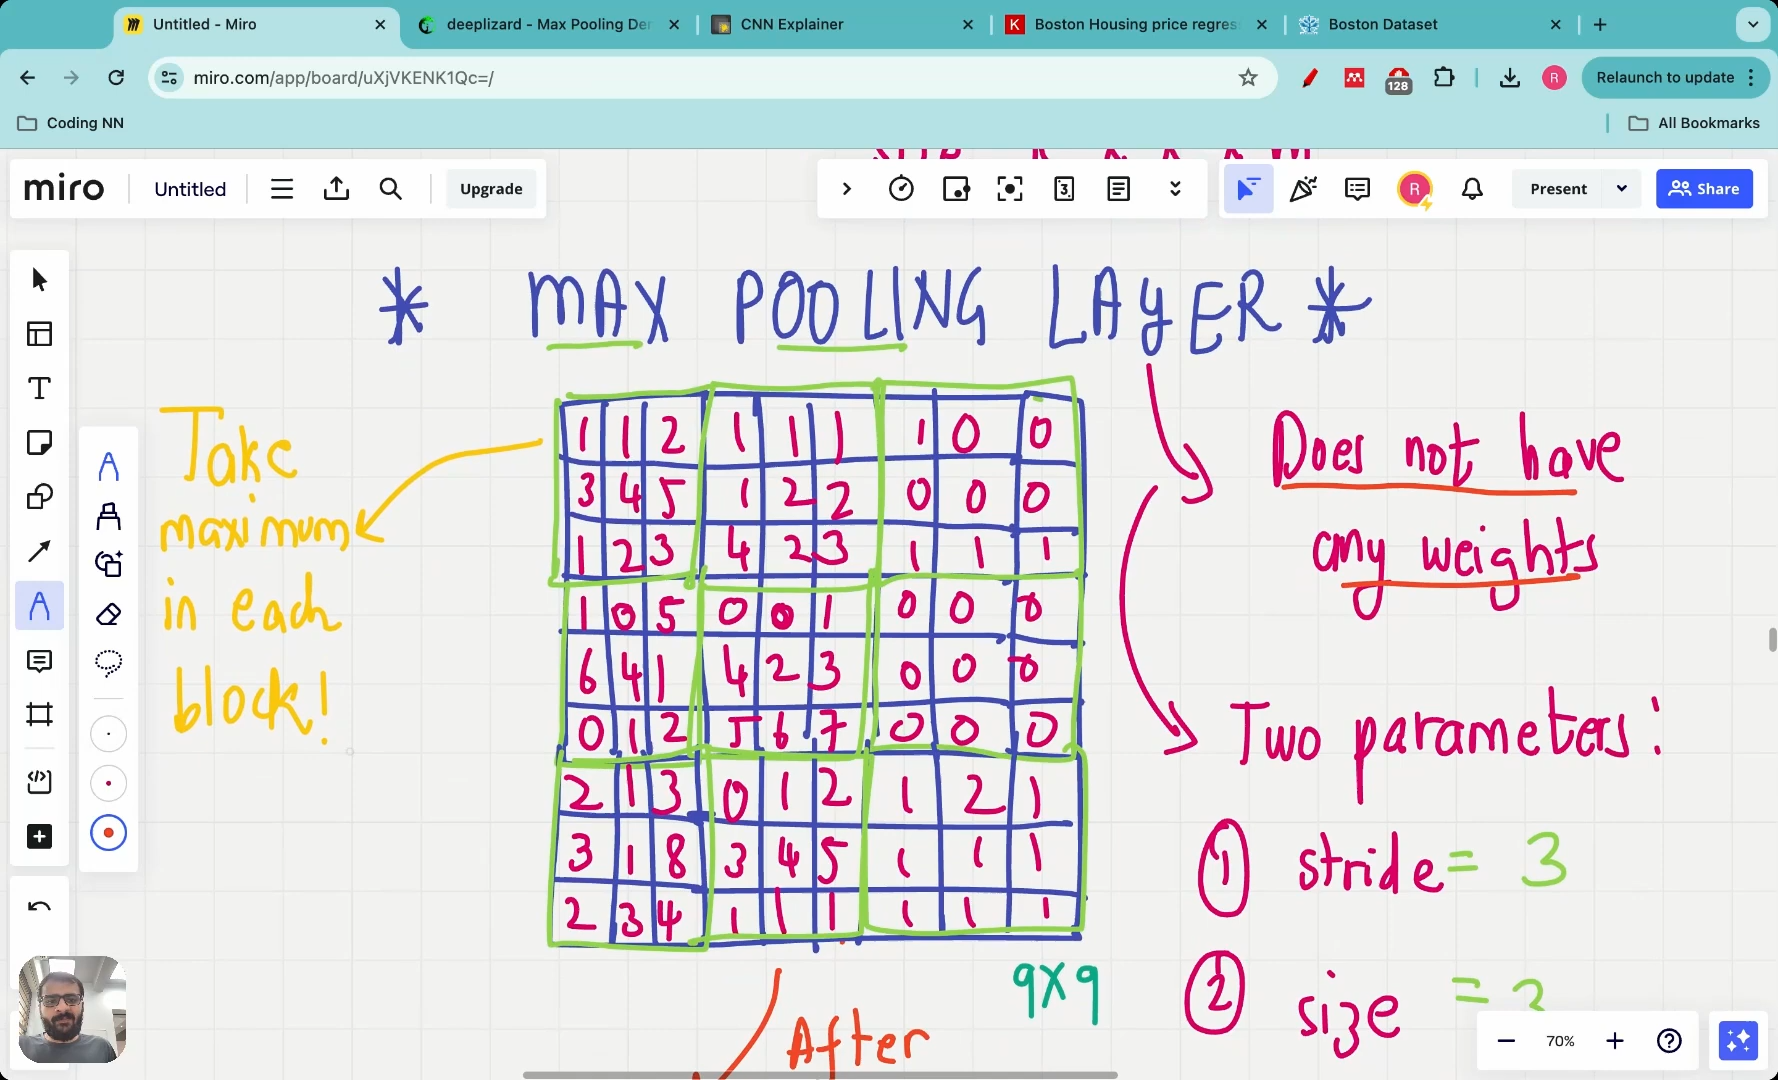 Untitled - Miro
deeplizard - Max Pooling De
CNN Explainer
Boston Housing price regres
Boston Dataset
miro.com/app/board/uXjVKENK1Qc=/
128
R
Relaunch to update
Coding NN
All Bookmarks
miro
Untitled
Upgrade
3
R
Present
Share
* MAX POOLING LAYER *
Take
maximum
in each
block!
1 1 2 1 1 1 1 0 0
3 4 5 1 2 2 0 0 0
1 2 3 4 2 3 1 1 1
1 0 5 0 0 1 0 0 0
6 4 1 4 2 3 0 0 0
0 1 2 5 6 7 0 0 0
2 1 3 0 1 2 1 2 1
3 1 8 3 4 5 1 1 1
2 3 4 1 1 1 1 1 1
9X9
After
Does not have
any weights
Two parameters:
① stride = 3
② size =
70%